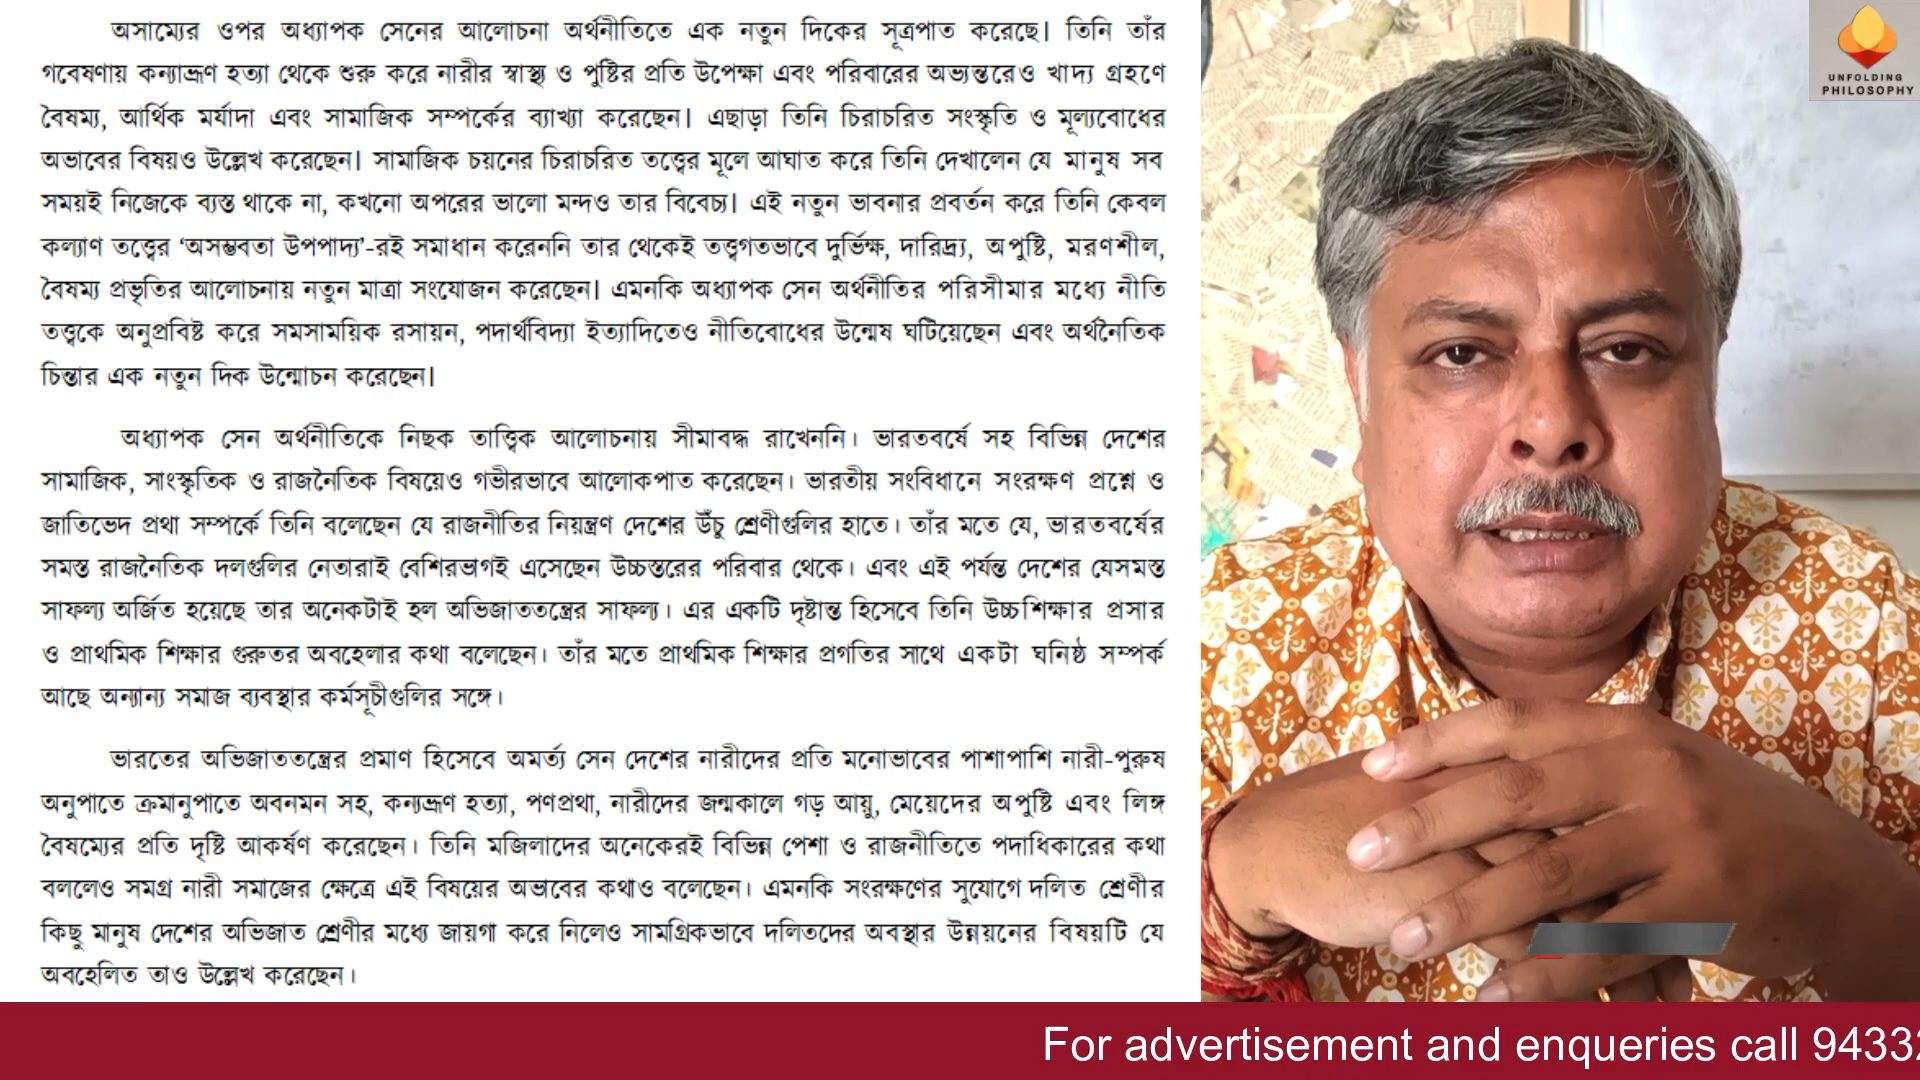 অসাম্যের ওপর অধ্যাপক সেনের আলোচনা অর্থনীতিতে এক নতুন দিকের সূত্রপাত করেছে। তিনি তাঁর
গবেষণায় কন্যাভ্রূণ হত্যা থেকে শুরু করে নারীর স্বাস্থ্য ও পুষ্টির প্রতি উপেক্ষা এবং পরিবারের অভ্যন্তরেও খাদ্য গ্রহণে
বৈষম্য, আর্থিক মর্যাদা এবং সামাজিক সম্পর্কের ব্যাখ্যা করেছেন। এছাড়া তিনি চিরাচরিত সংস্কৃতি ও মূল্যবোধের
অভাবের বিষয়ও উল্লেখ করেছেন। সামাজিক চয়নের চিরাচরিত তত্ত্বের মূলে আঘাত করে তিনি দেখালেন যে মানুষ সব
সময়ই নিজেকে ব্যস্ত থাকে না, কখনো অপরের ভালো মন্দও তার বিবেচ্য। এই নতুন ভাবনার প্রবর্তন করে তিনি কেবল
কল্যাণ তত্ত্বের ‘অসম্ভবতা উপপাদ্য’-রই সমাধান করেননি তার থেকেই তত্ত্বগতভাবে দুর্ভিক্ষ, দারিদ্র্য, অপুষ্টি, মরণশীল,
বৈষম্য প্রভৃতির আলোচনায় নতুন মাত্রা সংযোজন করেছেন। এমনকি অধ্যাপক সেন অর্থনীতির পরিসীমার মধ্যে নীতি
তত্ত্বকে অনুপ্রবিষ্ট করে সমসাময়িক রসায়ন, পদার্থবিদ্যা ইত্যাদিতেও নীতিবোধের উন্মেষ ঘটিয়েছেন এবং অর্থনৈতিক
চিন্তার এক নতুন দিক উন্মোচন করেছেন।
অধ্যাপক সেন অর্থনীতিকে নিছক তাত্ত্বিক আলোচনায় সীমাবদ্ধ রাখেননি। ভারতবর্ষে সহ বিভিন্ন দেশের
সামাজিক, সাংস্কৃতিক ও রাজনৈতিক বিষয়েও গভীরভাবে আলোকপাত করেছেন। ভারতীয় সংবিধানে সংরক্ষণ প্রশ্নে ও
জাতিভেদ প্রথা সম্পর্কে তিনি বলেছেন যে রাজনীতির নিয়ন্ত্রণ দেশের উঁচু শ্রেণীগুলির হাতে। তাঁর মতে যে, ভারতবর্ষের
সমস্ত রাজনৈতিক দলগুলির নেতারাই বেশিরভাগই এসেছেন উচ্চস্তরের পরিবার থেকে। এবং এই পর্যন্ত দেশের যেসমস্ত
সাফল্য অর্জিত হয়েছে তার অনেকটাই হল অভিজাততন্ত্রের সাফল্য। এর একটি দৃষ্টান্ত হিসেবে তিনি উচ্চশিক্ষার প্রসার
ও প্রাথমিক শিক্ষার গুরুতর অবহেলার কথা বলেছেন। তাঁর মতে প্রাথমিক শিক্ষার প্রগতির সাথে একটা ঘনিষ্ঠ সম্পর্ক
আছে অন্যান্য সমাজ ব্যবস্থার কর্মসূচীগুলির সঙ্গে।
ভারতের অভিজাততন্ত্রের প্রমাণ হিসেবে অমর্ত্য সেন দেশের নারীদের প্রতি মনোভাবের পাশাপাশি নারী-পুরুষ
অনুপাতে ক্রমানুপাতে অবনমন সহ, কন্যভ্রূণ হত্যা, পণপ্রথা, নারীদের জন্মকালে গড় আয়ু, মেয়েদের অপুষ্টি এবং লিঙ্গ
বৈষম্যের প্রতি দৃষ্টি আকর্ষণ করেছেন। তিনি মজিলাদের অনেকেরই বিভিন্ন পেশা ও রাজনীতিতে পদাধিকারের কথা
বললেও সমগ্র নারী সমাজের ক্ষেত্রে এই বিষয়ের অভাবের কথাও বলেছেন। এমনকি সংরক্ষণের সুযোগে দলিত শ্রেণীর
কিছু মানুষ দেশের অভিজাত শ্রেণীর মধ্যে জায়গা করে নিলেও সামগ্রিকভাবে দলিতদের অবস্থার উন্নয়নের বিষয়টি যে
অবহেলিত তাও উল্লেখ করেছেন।
UNFOLDING
PHILOSOPHY
For advertisement and enqueries call 9433